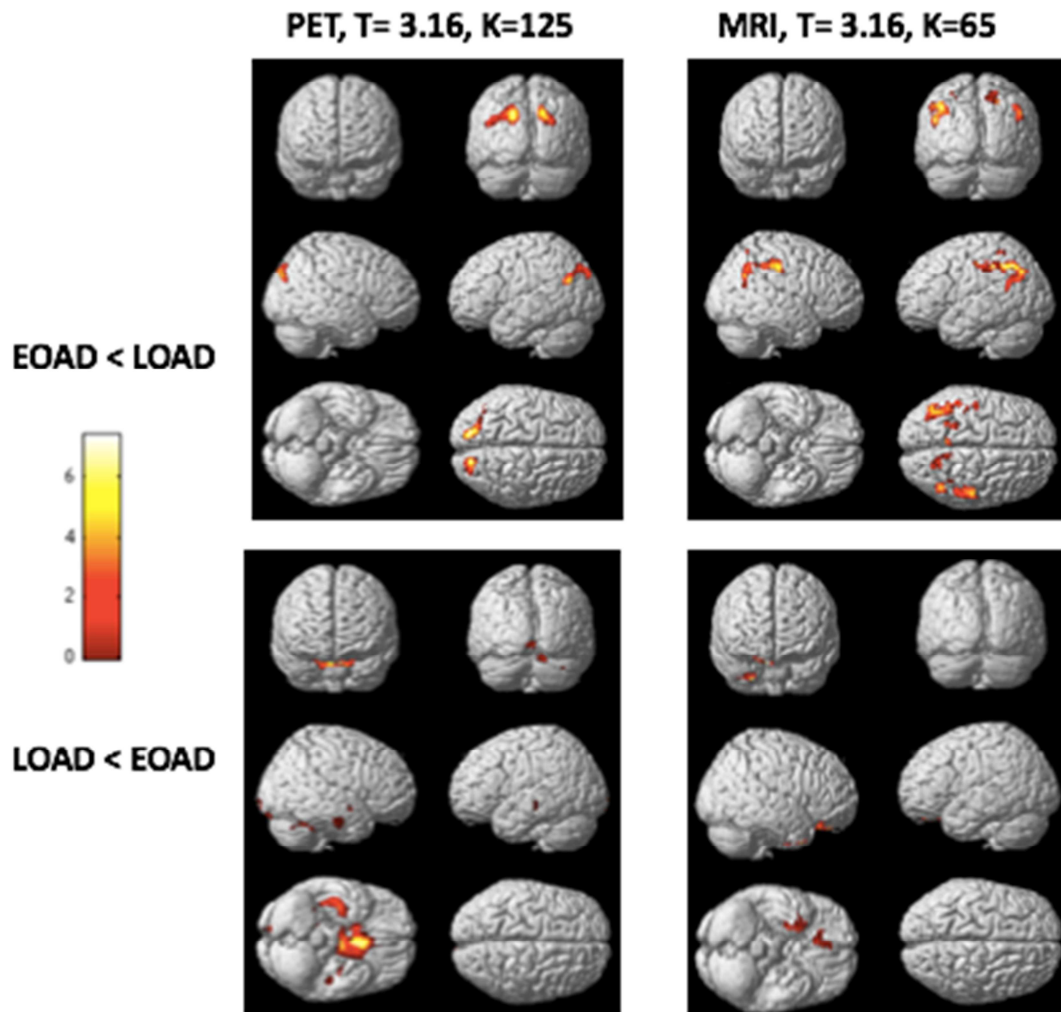 PET, T= 3.16, K=125
MRI, T= 3.16, K=65
EOAD < LOAD
6
4
2
0
LOAD < EOAD